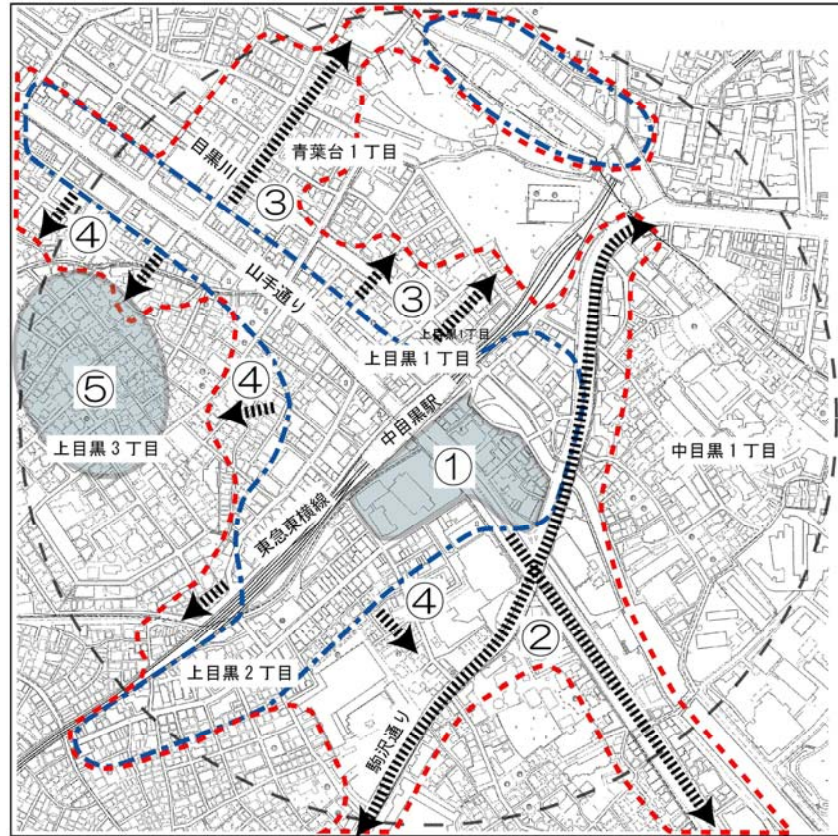 目黒川
青葉台1丁目
③
④
山手通り
③
上目黒1丁目
上目黒1丁目
⑤
④
中目黒駅
上目黒3丁目
①
中目黒1丁目
東急東横線
④
②
上目黒2丁目
駒沢通り